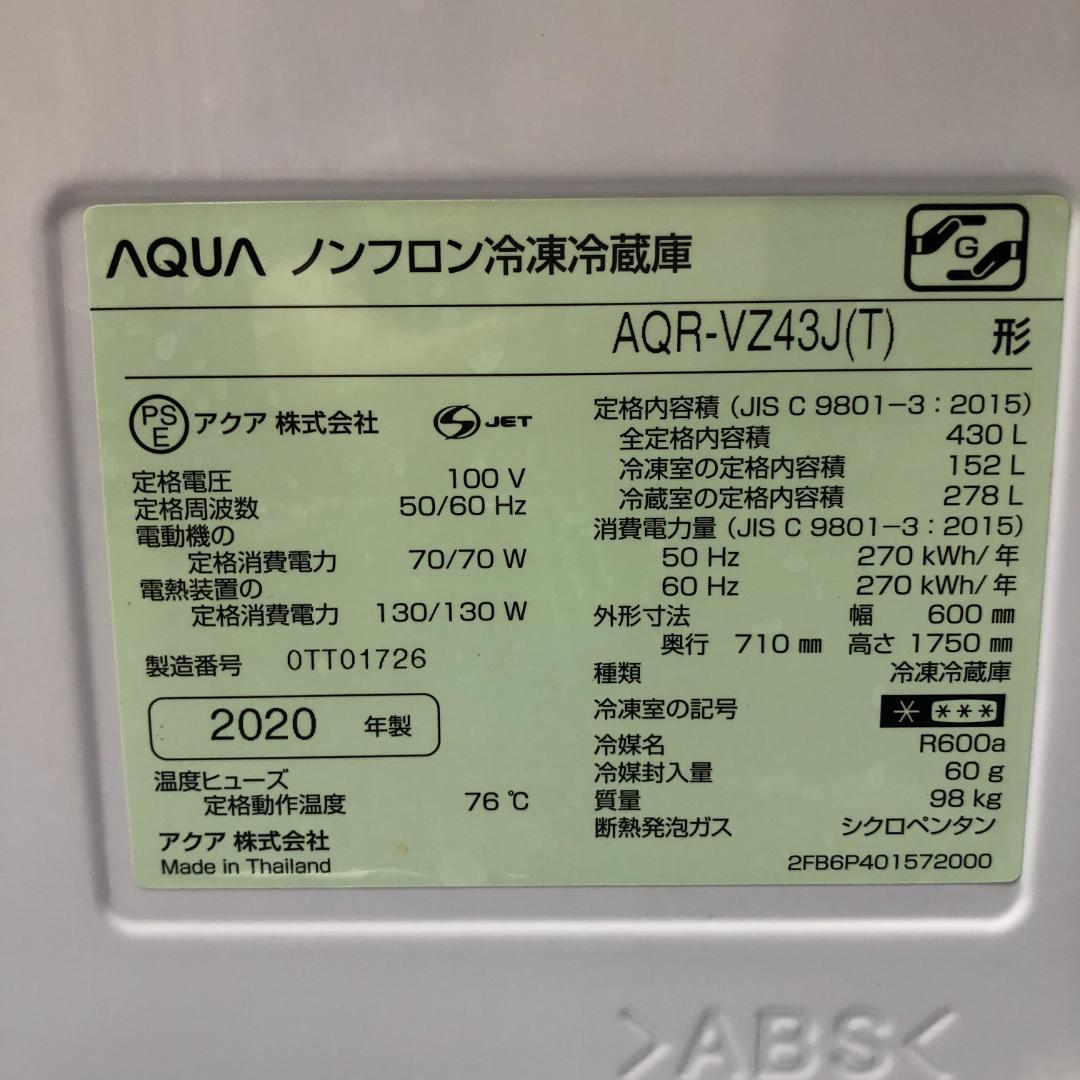 AQUA ノンフロン冷凍冷蔵庫
G
AQR-VZ43J(T) 形
PS
E
アクア 株式会社
S JET
定格電圧 100 V
定格周波数 50/60 Hz
電動機の
定格消費電力 70/70 W
電熱装置の
定格消費電力 130/130 W
製造番号 0TT01726
2020 年製
温度ヒューズ
定格動作温度 76 ℃
アクア 株式会社
Made in Thailand
定格内容積 (JIS C 9801-3:2015)
全定格内容積 430 L
冷凍室の定格内容積 152 L
冷蔵室の定格内容積 278 L
消費電力量 (JIS C 9801-3:2015)
50 Hz 270 kWh/年
60 Hz 270 kWh/年
外形寸法 幅 600 ㎜
奥行 710 ㎜ 高さ 1750 ㎜
種類 冷凍冷蔵庫
冷凍室の記号 * ***
冷媒名 R600a
冷媒封入量 60 g
質量 98 kg
断熱発泡ガス シクロペンタン
2FB6P401572000
>ABS<